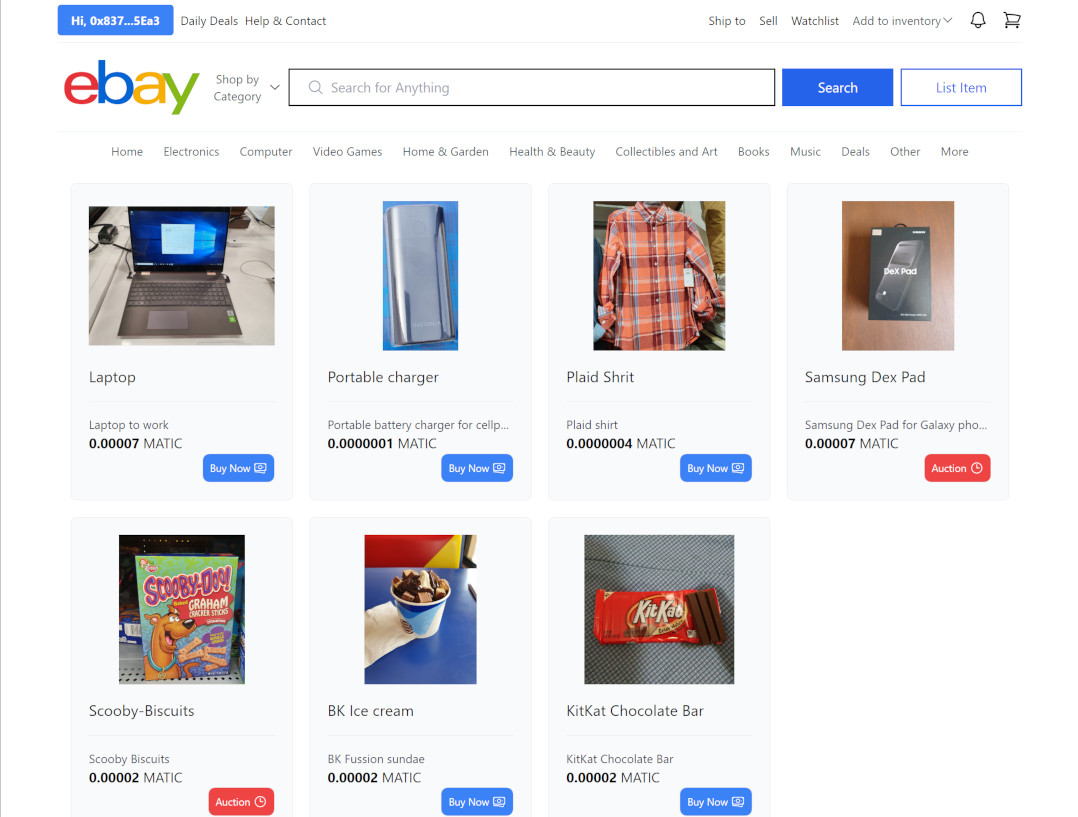 Hi, 0x837...5Ea3 Daily Deals Help & Contact Ship to Sell Watchlist Add to inventory
ebay Shop by Category Search for Anything Search List Item
Home Electronics Computer Video Games Home & Garden Health & Beauty Collectibles and Art Books Music Deals Other More
DeX Pad
Laptop Portable charger Plaid Shrit Samsung Dex Pad
Laptop to work Portable battery charger for cellp... Plaid shirt Samsung Dex Pad for Galaxy pho...
0.00007 MATIC 0.0000001 MATIC 0.0000004 MATIC 0.00007 MATIC
Buy Now Buy Now Buy Now Auction
SCOOBY-DOO!
Baked GRAHAM
CRACKER STICKS
KitKat
Scooby-Biscuits BK Ice cream KitKat Chocolate Bar
Scooby Biscuits BK Fussion sundae KitKat Chocolate Bar
0.00002 MATIC 0.00002 MATIC 0.00002 MATIC
Auction Buy Now Buy Now